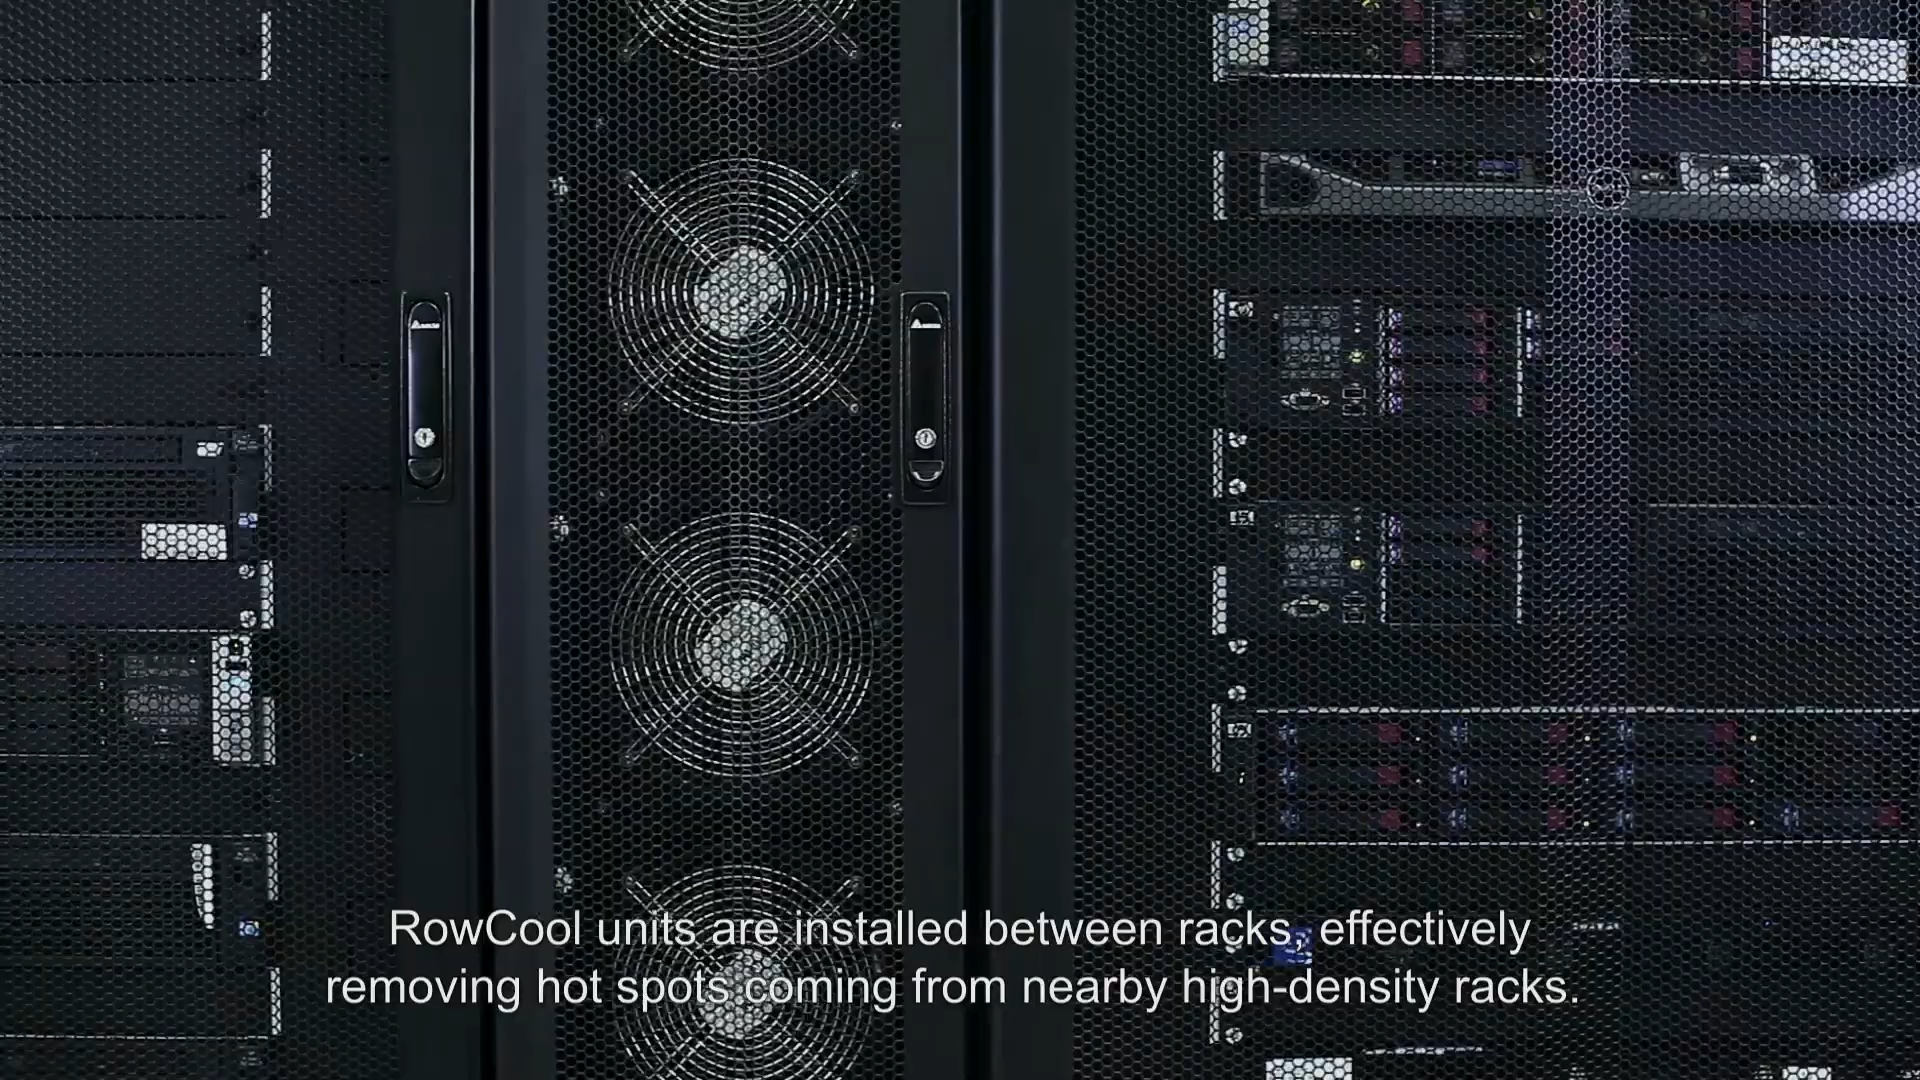 RowCool units are installed between racks, effectively
removing hot spots coming from nearby high-density racks.